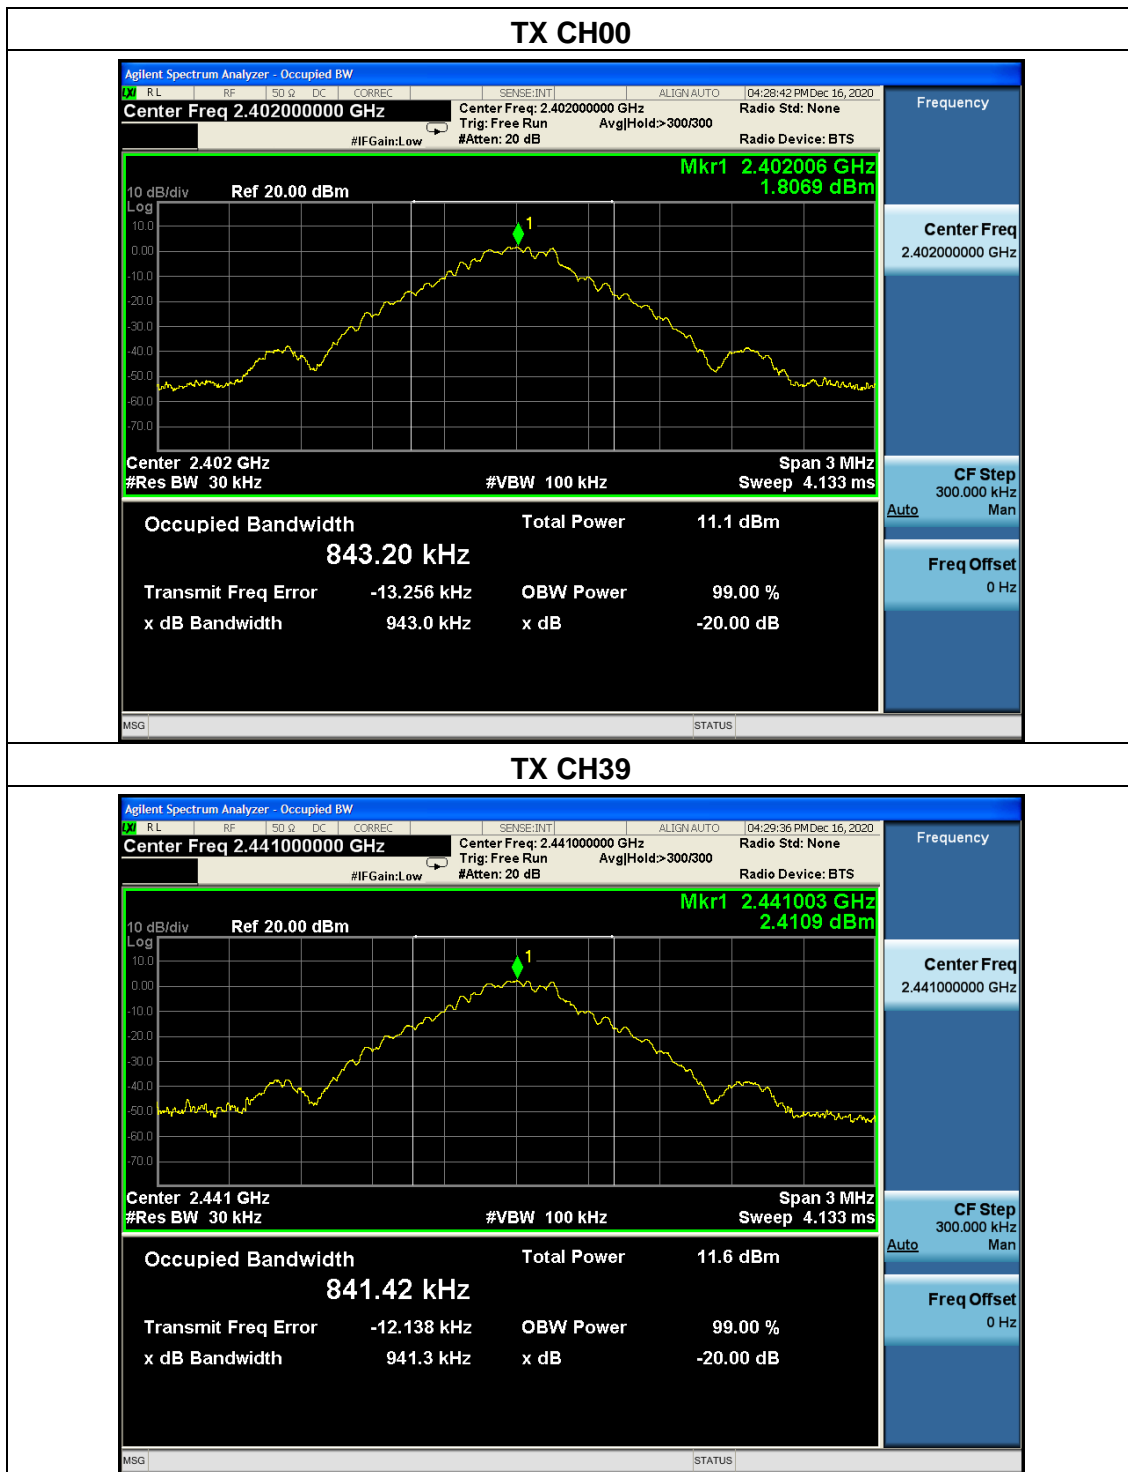 TX CH00
Agilent Spectrum Analyzer - Occupied BW
LXI RL RF 50 Ω DC CORREC SENSE:INT ALIGN AUTO 04:28:42 PM Dec 16, 2020
Center Freq 2.402000000 GHz
Center Freq: 2.402000000 GHz Radio Std: None
Trig: Free Run Avg|Hold:>300/300
#IFGain:Low #Atten: 20 dB Radio Device: BTS
Frequency
Mkr1 2.402006 GHz
1.8069 dBm
10 dB/div Ref 20.00 dBm
Log
10.0
0.00
-10.0
-20.0
-30.0
-40.0
-50.0
-60.0
-70.0
1
Center Freq
2.402000000 GHz
Center 2.402 GHz Span 3 MHz
#Res BW 30 kHz #VBW 100 kHz Sweep 4.133 ms
CF Step
300.000 kHz
Auto Man
Occupied Bandwidth Total Power 11.1 dBm
843.20 kHz
Transmit Freq Error -13.256 kHz OBW Power 99.00 %
x dB Bandwidth 943.0 kHz x dB -20.00 dB
Freq Offset
0 Hz
MSG STATUS
TX CH39
Agilent Spectrum Analyzer - Occupied BW
LXI RL RF 50 Ω DC CORREC SENSE:INT ALIGN AUTO 04:29:36 PM Dec 16, 2020
Center Freq 2.441000000 GHz
Center Freq: 2.441000000 GHz Radio Std: None
Trig: Free Run Avg|Hold:>300/300
#IFGain:Low #Atten: 20 dB Radio Device: BTS
Frequency
Mkr1 2.441003 GHz
2.4109 dBm
10 dB/div Ref 20.00 dBm
Log
10.0
0.00
-10.0
-20.0
-30.0
-40.0
-50.0
-60.0
-70.0
1
Center Freq
2.441000000 GHz
Center 2.441 GHz Span 3 MHz
#Res BW 30 kHz #VBW 100 kHz Sweep 4.133 ms
CF Step
300.000 kHz
Auto Man
Occupied Bandwidth Total Power 11.6 dBm
841.42 kHz
Transmit Freq Error -12.138 kHz OBW Power 99.00 %
x dB Bandwidth 941.3 kHz x dB -20.00 dB
Freq Offset
0 Hz
MSG STATUS